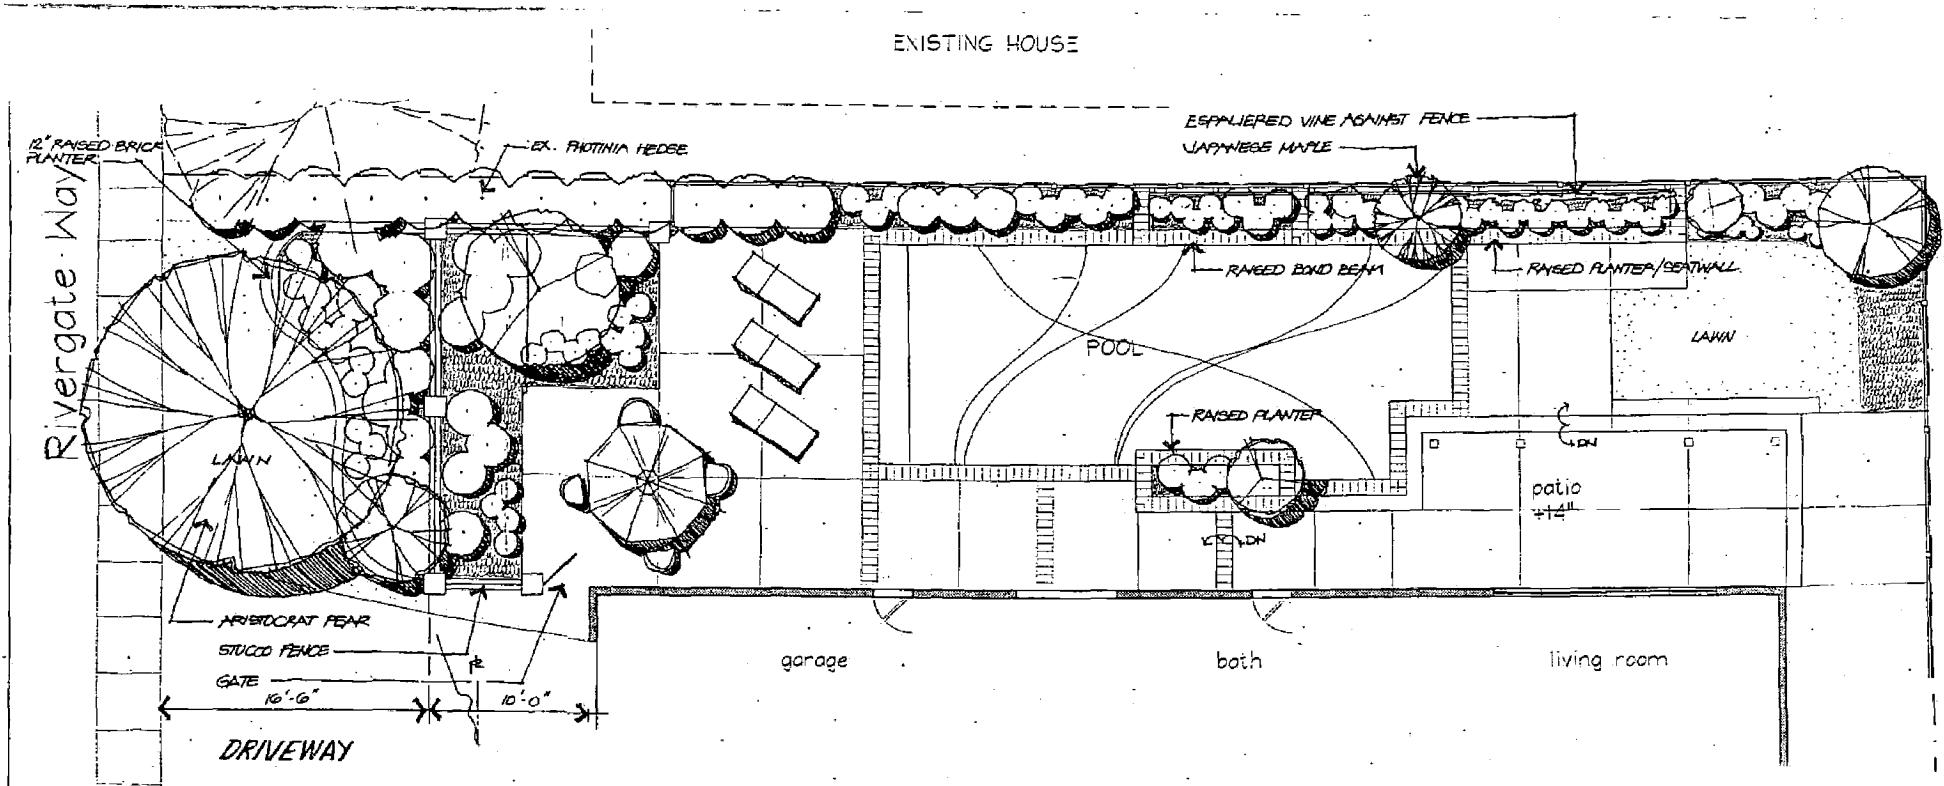 EXISTING HOUSE
ESPALIERED VINE AGAINST FENCE
JAPANESE MAPLE
12" RAISED BRICK
PLANTER
EX. PHOTINIA HEDGE
Rivergate Way
RAISED BOND BEAM
RAISED PLANTER/SEATWALL
POOL
LAWN
RAISED PLANTER
DN
LAWN
patio
+14"
DN
ARISTOCRAT PEAR
STUCCO FENCE
GATE
garage
bath
living room
16'-6"
10'-0"
DRIVEWAY